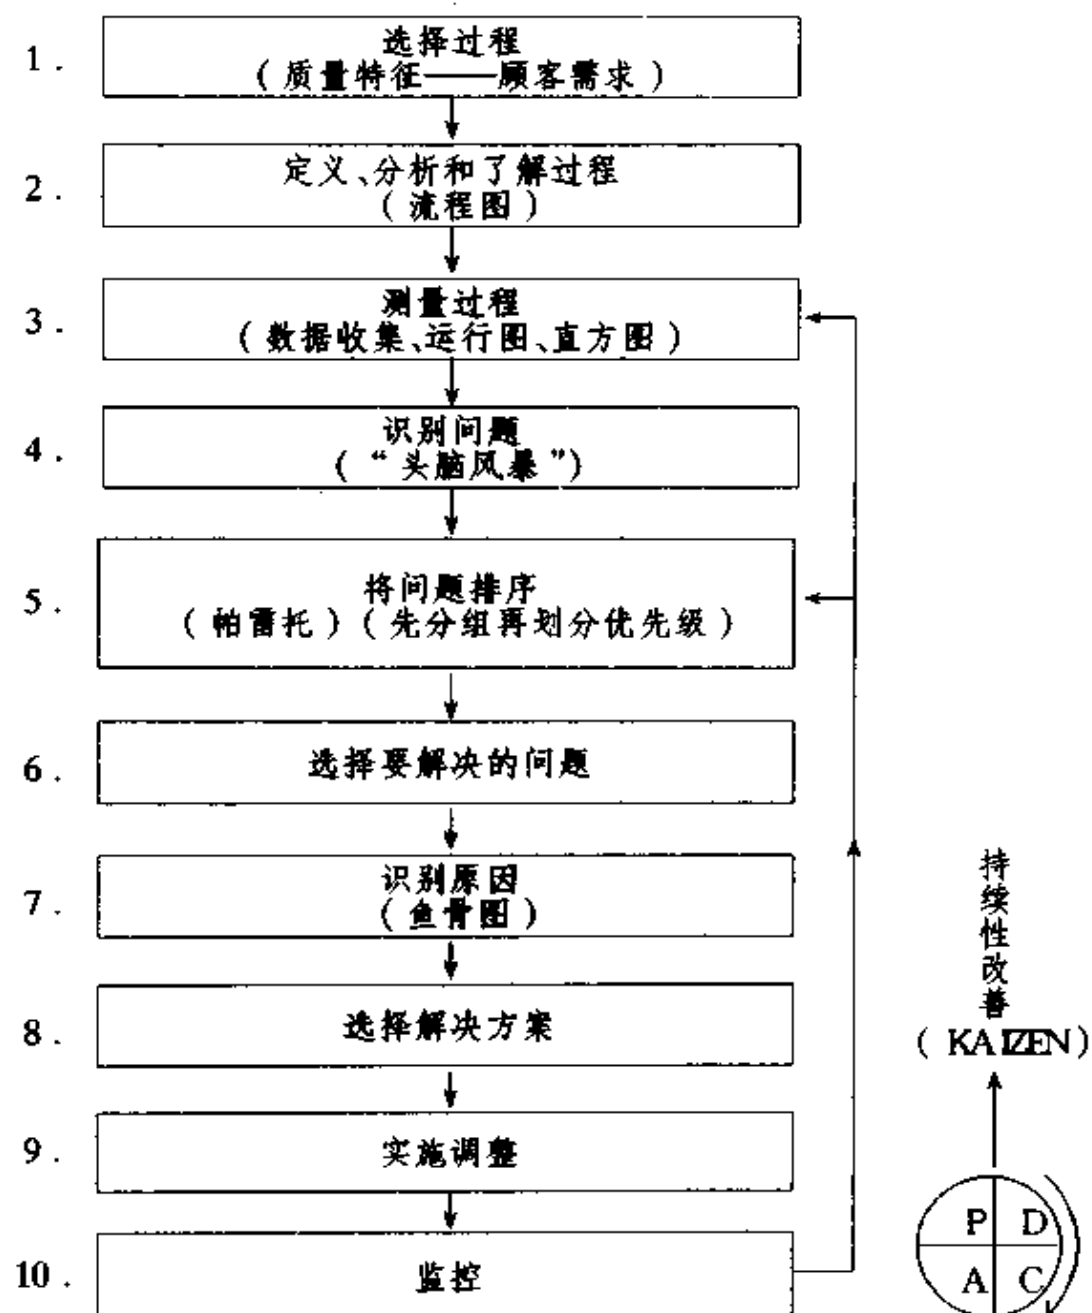 1.
选择过程
(质量特征——顾客需求)
2.
定义、分析和了解过程
(流程图)
3.
测量过程
(数据收集、运行图、直方图)
4.
识别问题
(“头脑风暴”)
5.
将问题排序
(帕雷托)(先分组再划分优先级)
6.
选择要解决的问题
7.
识别原因
(鱼骨图)
8.
选择解决方案
9.
实施调整
10.
监控
持续性改善
(KAIZEN)
P D
A C